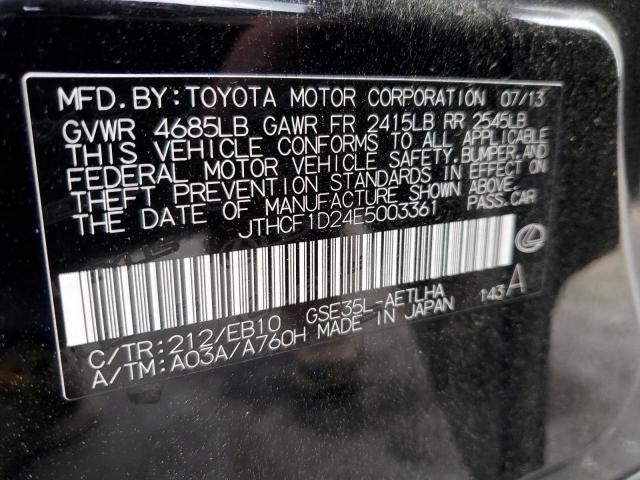 MFD. BY: TOYOTA MOTOR CORPORATION 07/13
GVWR 4685LB GAWR FR 2415LB RR 2545LB
THIS VEHICLE CONFORMS TO ALL APPLICABLE
FEDERAL MOTOR VEHICLE SAFETY, BUMPER, AND
THEFT PREVENTION STANDARDS IN EFFECT ON
THE DATE OF MANUFACTURE SHOWN ABOVE.
JTHCF1D24E5003361 PASS. CAR
C/TR: 212/EB10 GSE35L-AETLHA 143A
A/TM: A03A/A760H MADE IN JAPAN